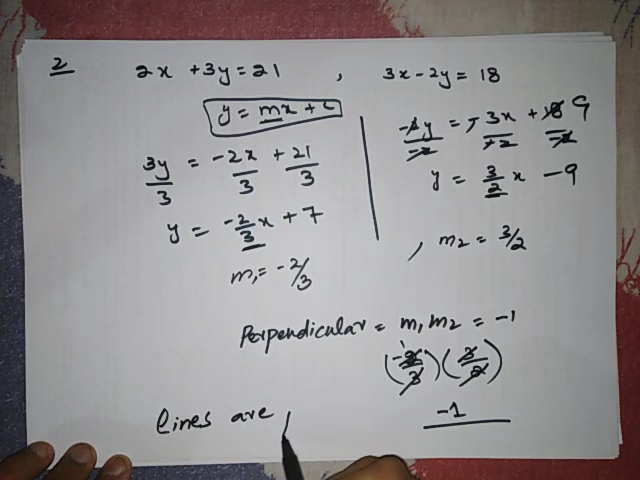 2
2x + 3y = 21 , 3x - 2y = 18
y = mx + c
3y/3 = -2x/3 + 21/3
y = -2/3 x + 7
m1 = -2/3
-2y/-2 = -3x/-2 + 18/-2 9
y = 3/2 x - 9
, m2 = 3/2
Perpendicular = m1 m2 = -1
(-2/3)(3/2)
-1
lines are